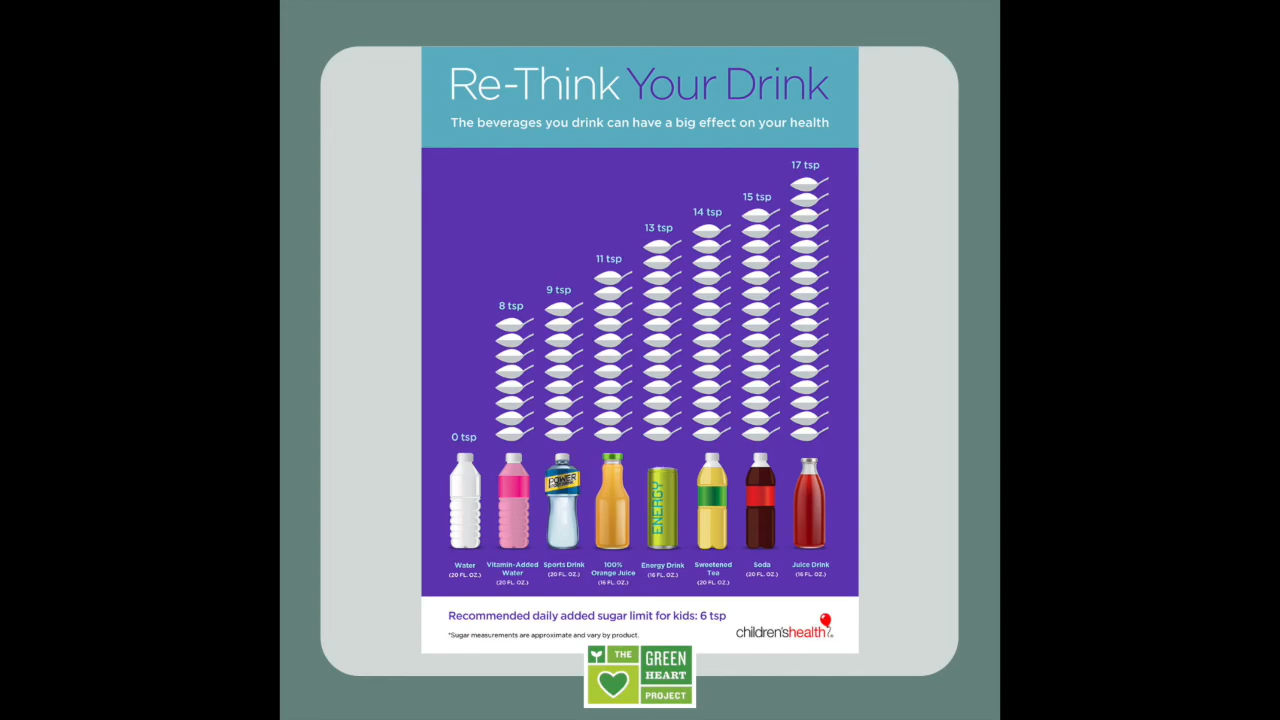 Re-Think Your Drink
The beverages you drink can have a big effect on your health
17 tsp
15 tsp
14 tsp
13 tsp
11 tsp
9 tsp
8 tsp
0 tsp
POWER
ENERGY
Water
(20 FL. OZ.)
Vitamin-Added
Water
(20 FL. OZ.)
Sports Drink
(20 FL. OZ.)
100%
Orange Juice
(16 FL. OZ.)
Energy Drink
(16 FL. OZ.)
Sweetened
Tea
(20 FL. OZ.)
Soda
(20 FL. OZ.)
Juice Drink
(16 FL. OZ.)
Recommended daily added sugar limit for kids: 6 tsp
*Sugar measurements are approximate and vary by product.
children'shealth
THE
GREEN
HEART
PROJECT